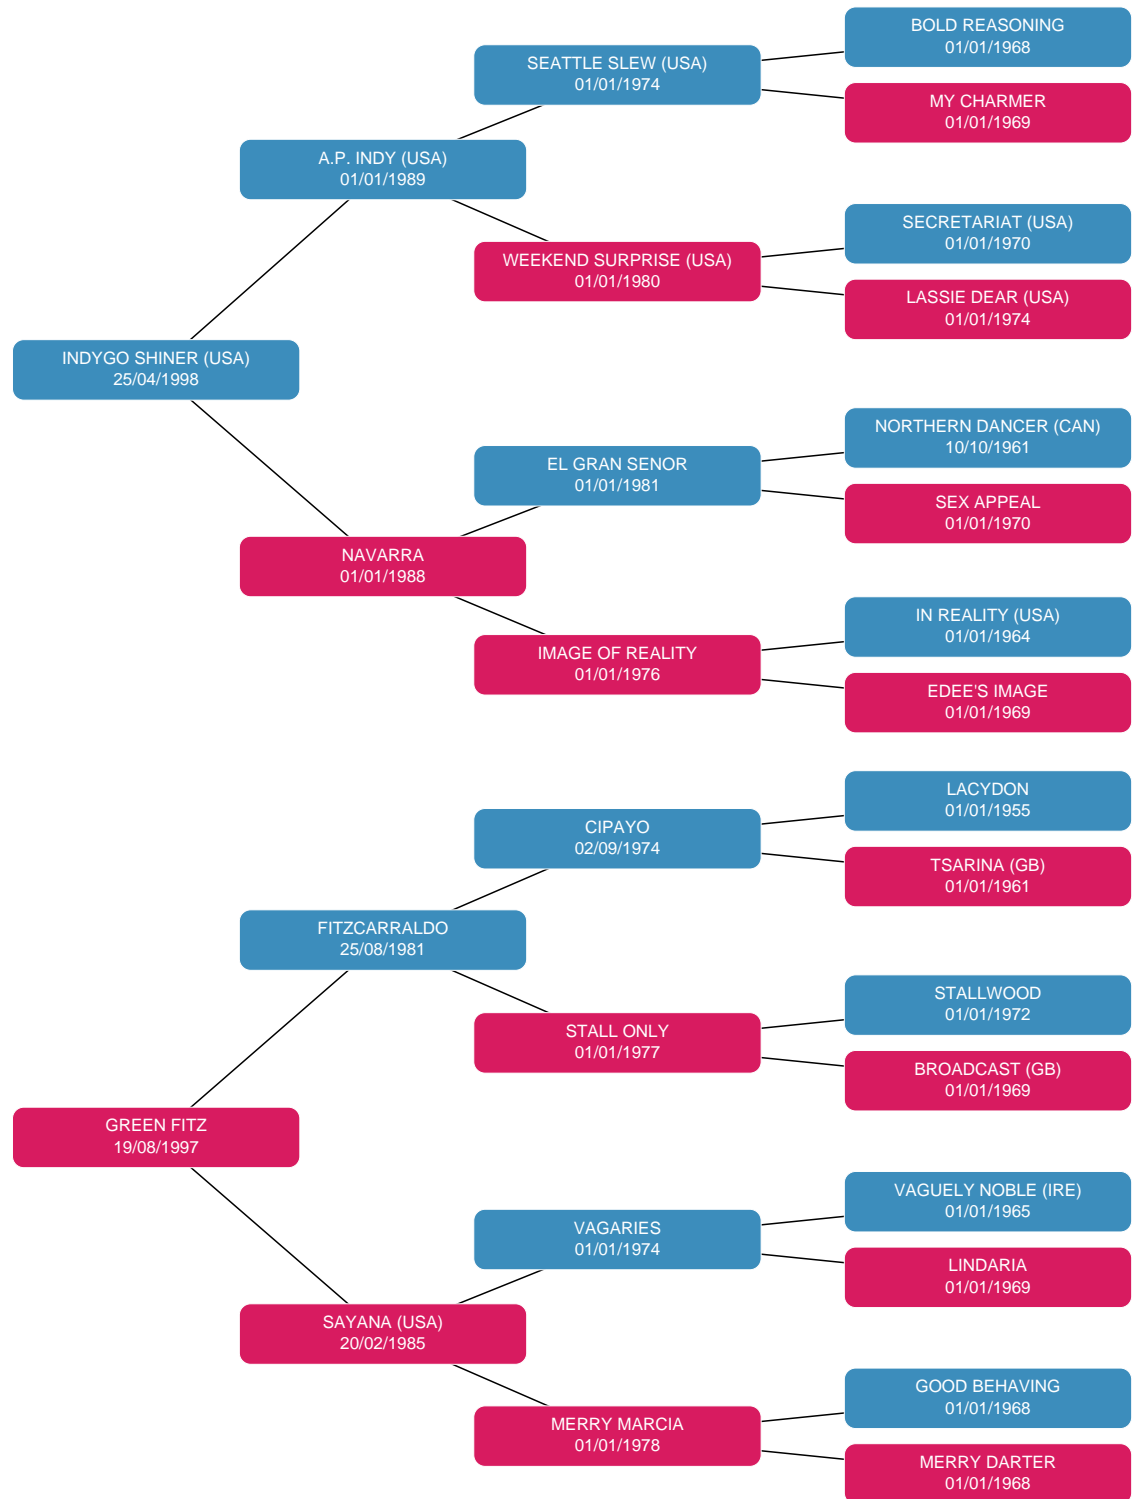 BOLD REASONING
01/01/1968
SEATTLE SLEW (USA)
01/01/1974
MY CHARMER
01/01/1969
A.P. INDY (USA)
01/01/1989
SECRETARIAT (USA)
01/01/1970
WEEKEND SURPRISE (USA)
01/01/1980
LASSIE DEAR (USA)
01/01/1974
INDYGO SHINER (USA)
25/04/1998
NORTHERN DANCER (CAN)
10/10/1961
EL GRAN SENOR
01/01/1981
SEX APPEAL
01/01/1970
NAVARRA
01/01/1988
IN REALITY (USA)
01/01/1964
IMAGE OF REALITY
01/01/1976
EDEE'S IMAGE
01/01/1969
LACYDON
01/01/1955
CIPAYO
02/09/1974
TSARINA (GB)
01/01/1961
FITZCARRALDO
25/08/1981
STALLWOOD
01/01/1972
STALL ONLY
01/01/1977
BROADCAST (GB)
01/01/1969
GREEN FITZ
19/08/1997
VAGUELY NOBLE (IRE)
01/01/1965
VAGARIES
01/01/1974
LINDARIA
01/01/1969
SAYANA (USA)
20/02/1985
GOOD BEHAVING
01/01/1968
MERRY MARCIA
01/01/1978
MERRY DARTER
01/01/1968